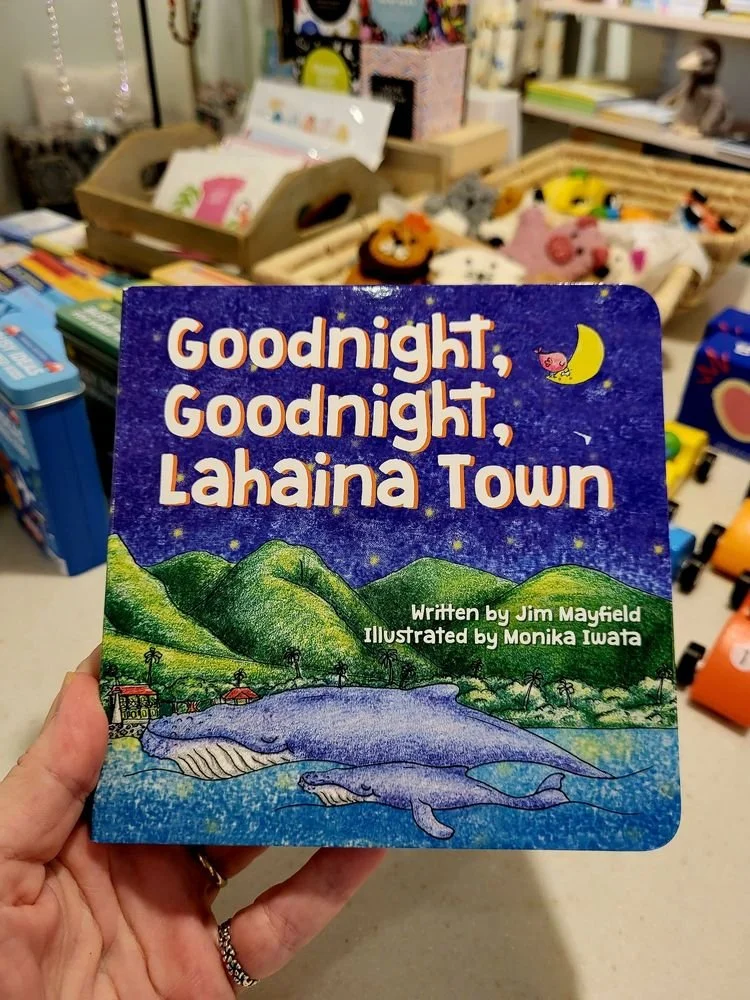 Goodnight,
Goodnight,
Lahaina Town
Written by Jim Mayfield
Illustrated by Monika Iwata